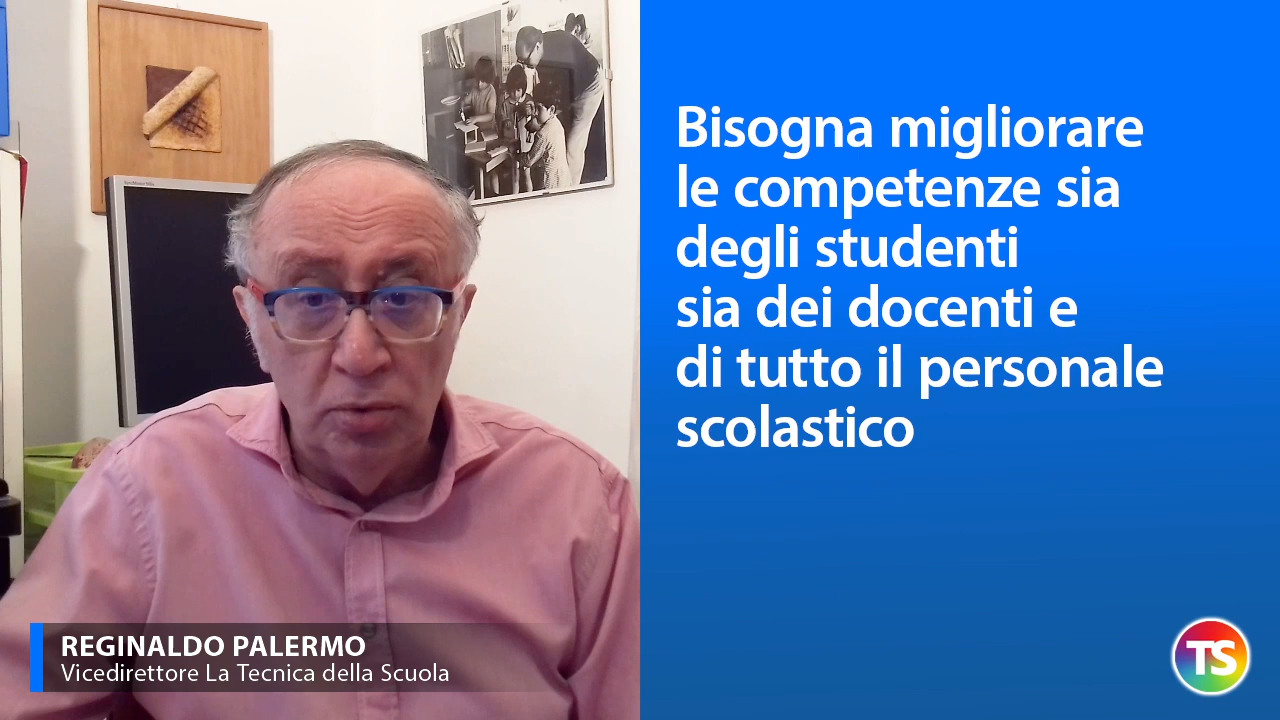 Bisogna migliorare
le competenze sia
degli studenti
sia dei docenti e
di tutto il personale
scolastico
REGINALDO PALERMO
Vicedirettore La Tecnica della Scuola
TS